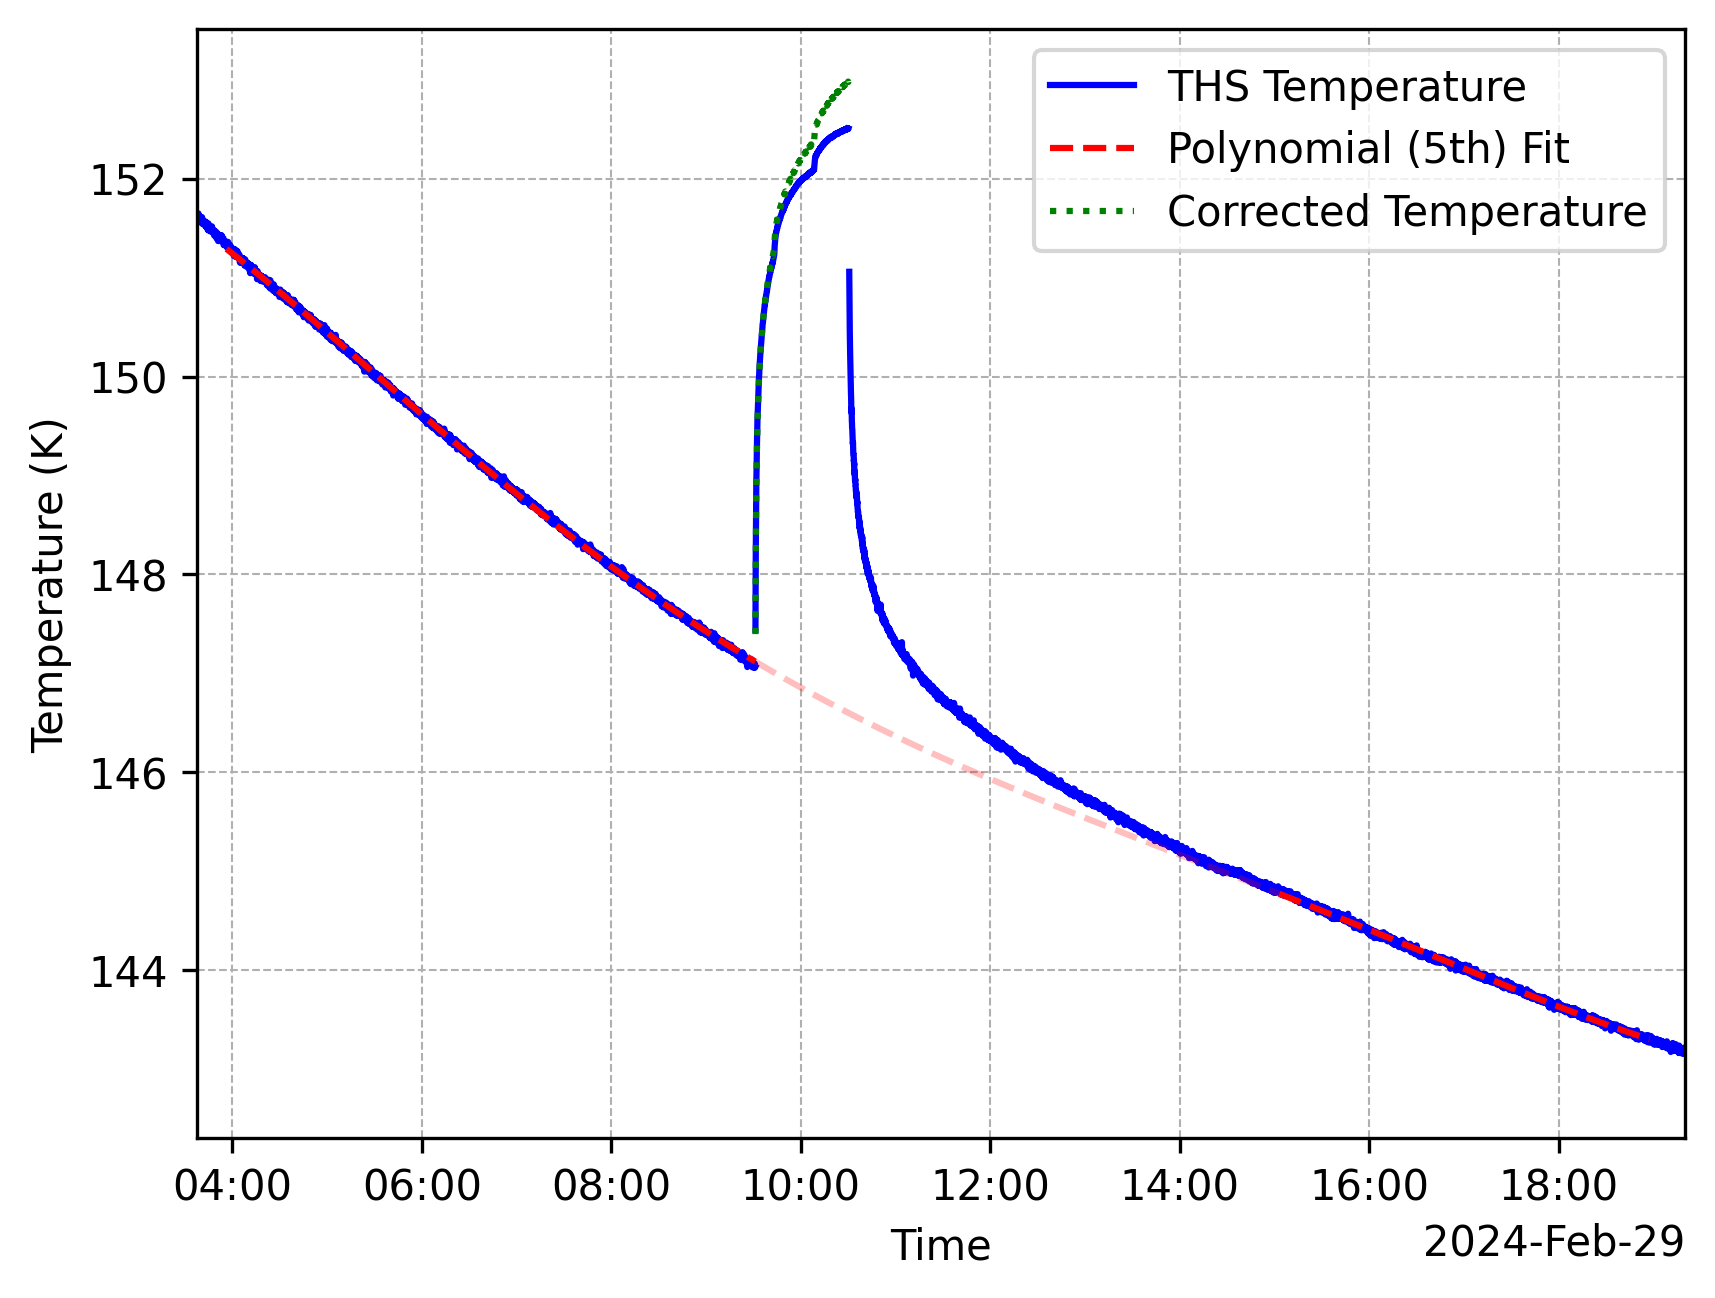 THS Temperature
Polynomial (5th) Fit
Corrected Temperature
Temperature (K)
152
150
148
146
144
04:00 06:00 08:00 10:00 12:00 14:00 16:00 18:00
Time
2024-Feb-29